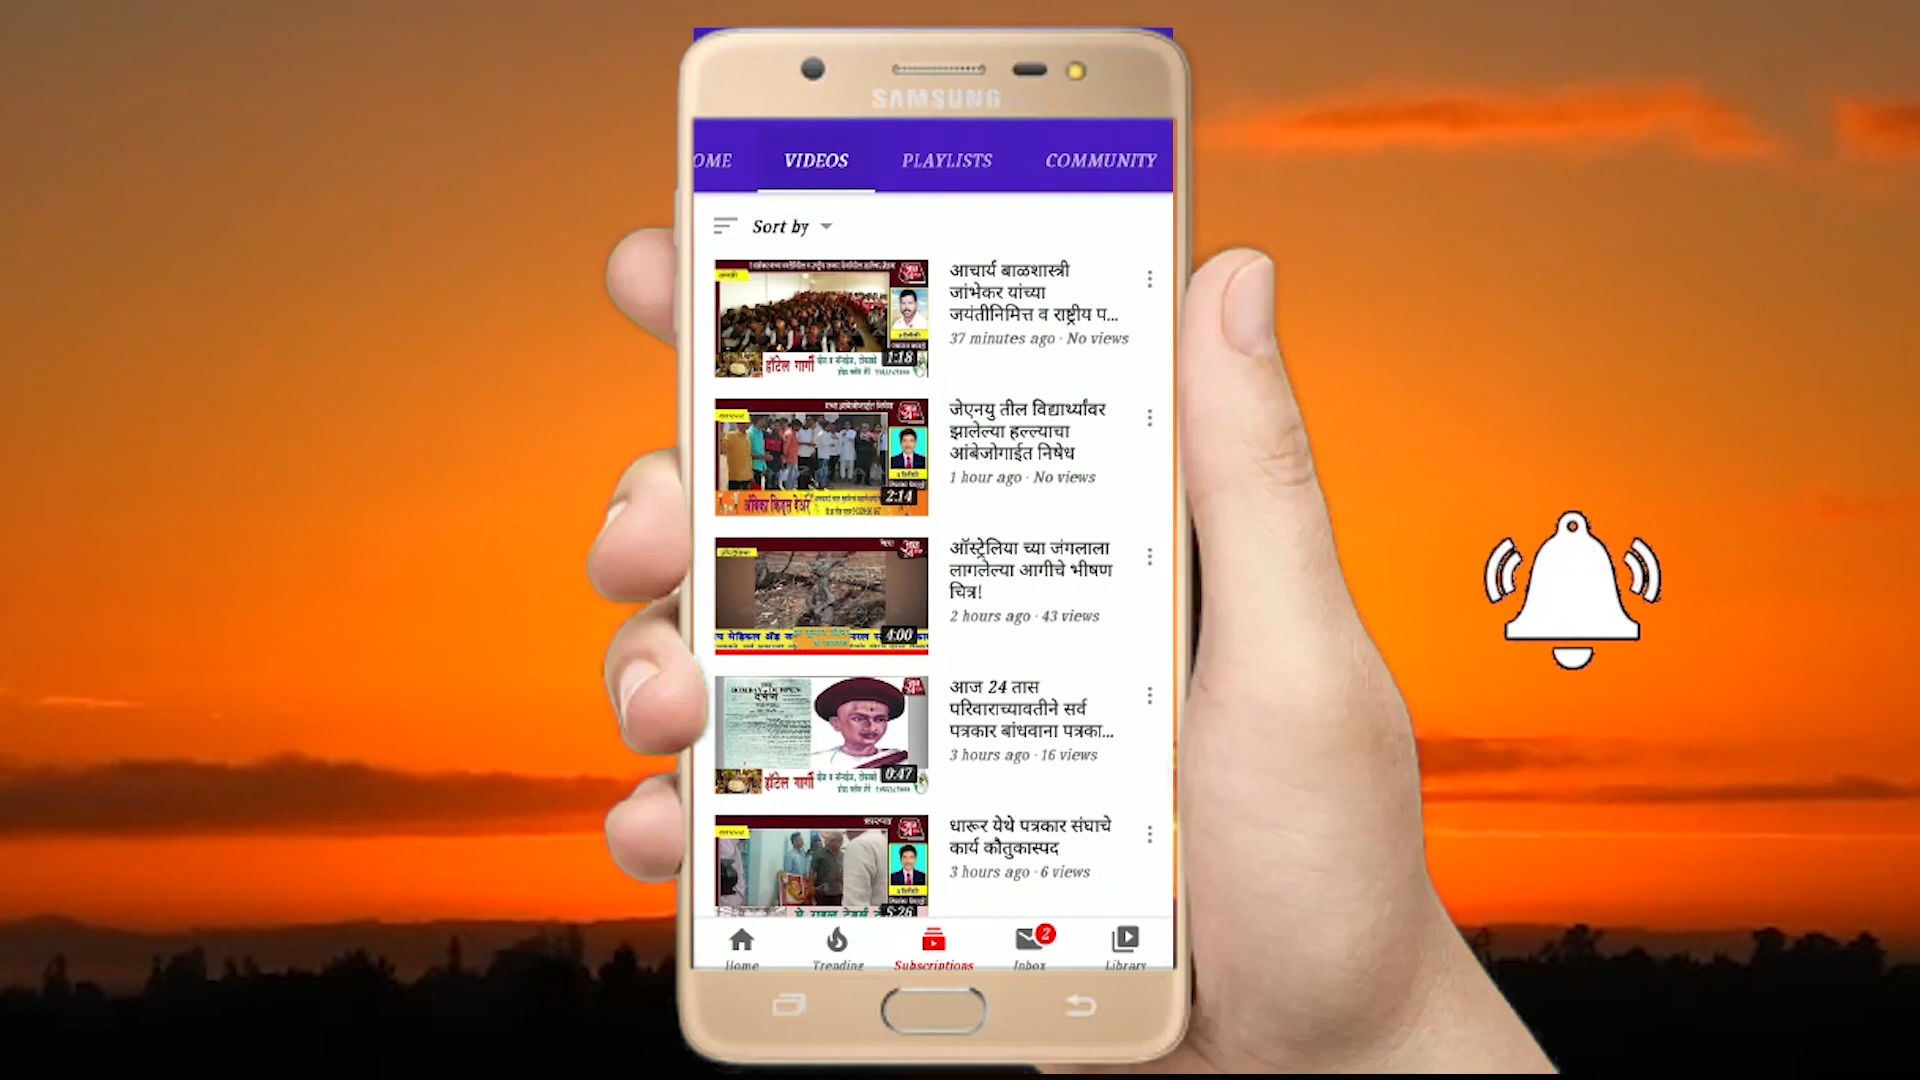 SAMSUNG
OME VIDEOS PLAYLISTS COMMUNITY
Sort by
आचार्य बाळशास्त्री
जांभेकर यांच्या
जयंतीनिमित्त व राष्ट्रीय प...
37 minutes ago · No views
हॉटेल गार्गी
1:18
जेएनयु तील विद्यार्थ्यांवर
झालेल्या हल्ल्याचा
आंबेजोगाईत निषेध
1 hour ago · No views
2:14
अंबिका किड्स वेअर
ऑस्ट्रेलिया च्या जंगलाला
लागलेल्या आगीचे भीषण
चित्र!
2 hours ago · 43 views
4:00
आज 24 तास
परिवाराच्यावतीने सर्व
पत्रकार बांधवाना पत्रका...
3 hours ago · 16 views
हॉटेल गार्गी
0:47
धारूर येथे पत्रकार संघाचे
कार्य कौतुकास्पद
3 hours ago · 6 views
5:26
2
Home Trending Subscriptions Inbox Library